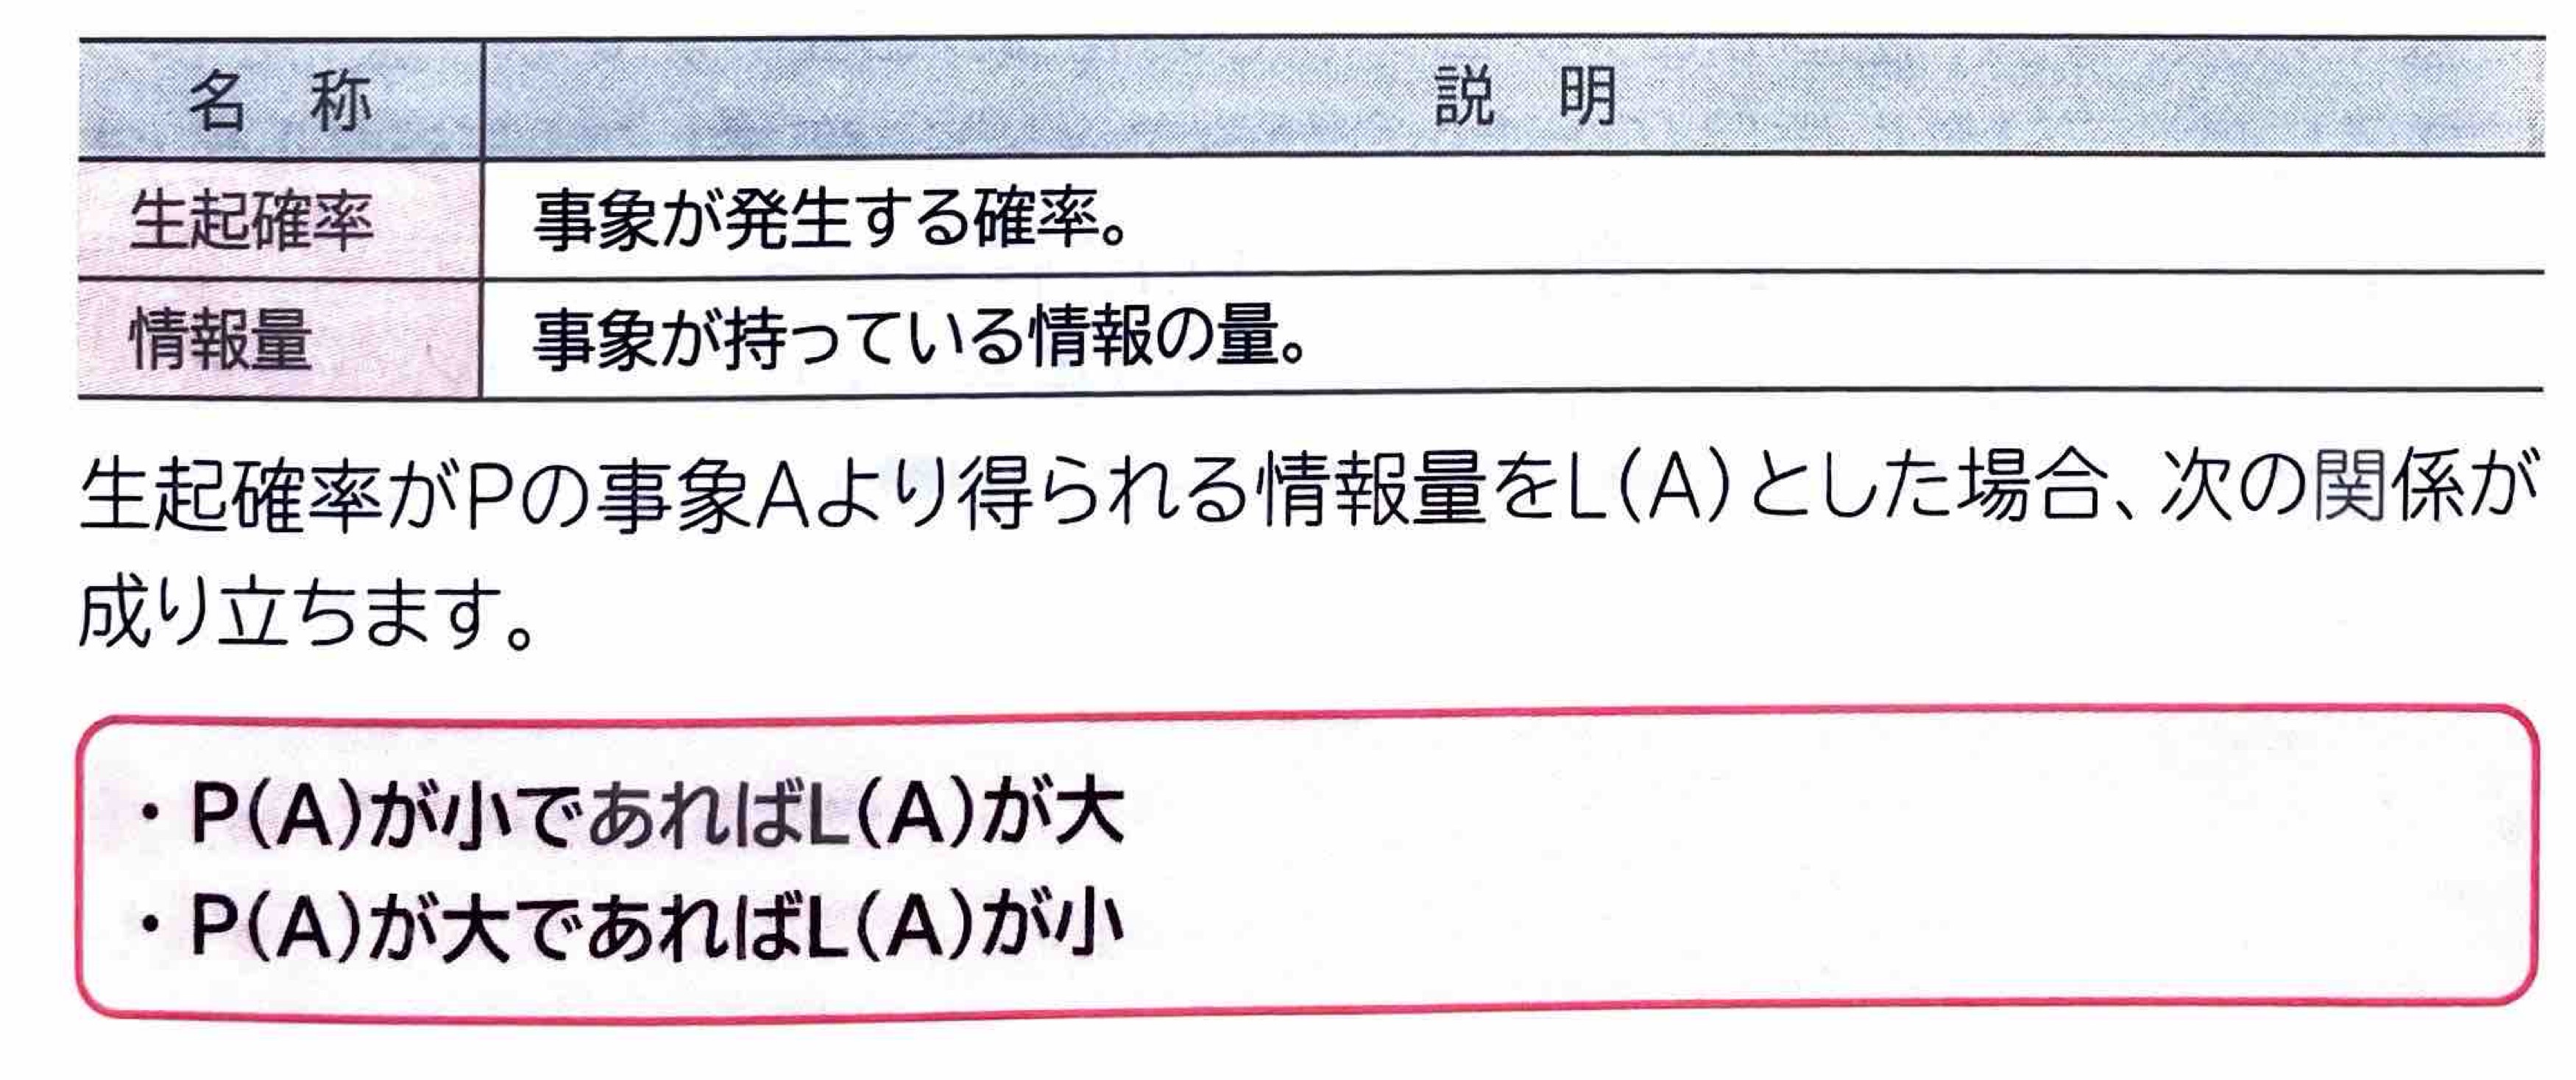 名 称 説 明
生起確率 事象が発生する確率。
情報量 事象が持っている情報の量。
生起確率がPの事象Aより得られる情報量をL(A)とした場合、次の関係が
成り立ちます。
・P(A)が小であればL(A)が大
・P(A)が大であればL(A)が小